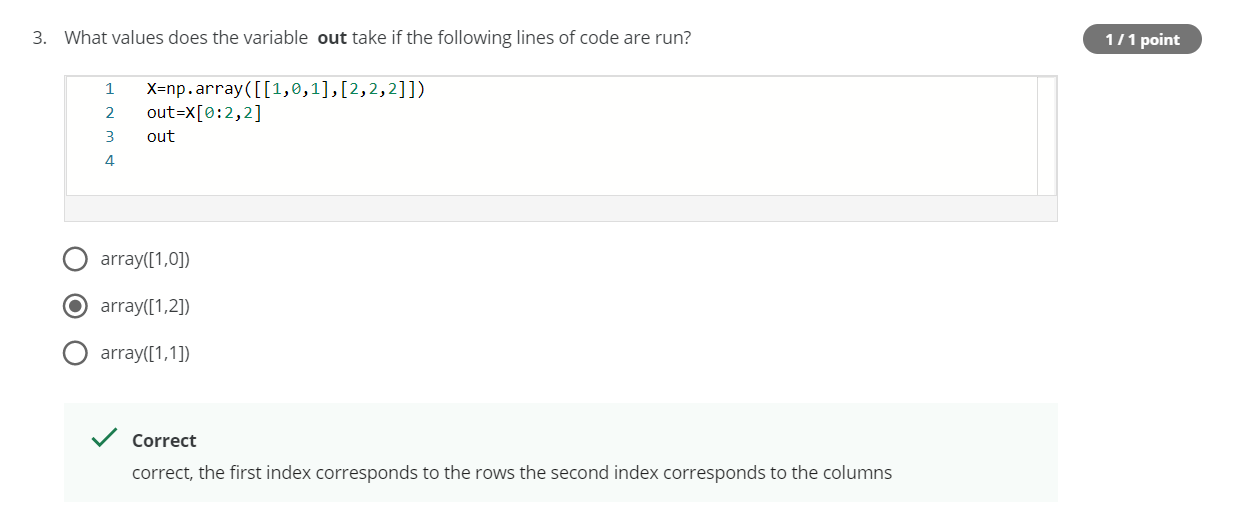 3. What values does the variable out take if the following lines of code are run?
1 / 1 point
1 X=np.array([[1,0,1],[2,2,2]])
2 out=X[0:2,2]
3 out
4
array([1,0])
array([1,2])
array([1,1])
Correct
correct, the first index corresponds to the rows the second index corresponds to the columns